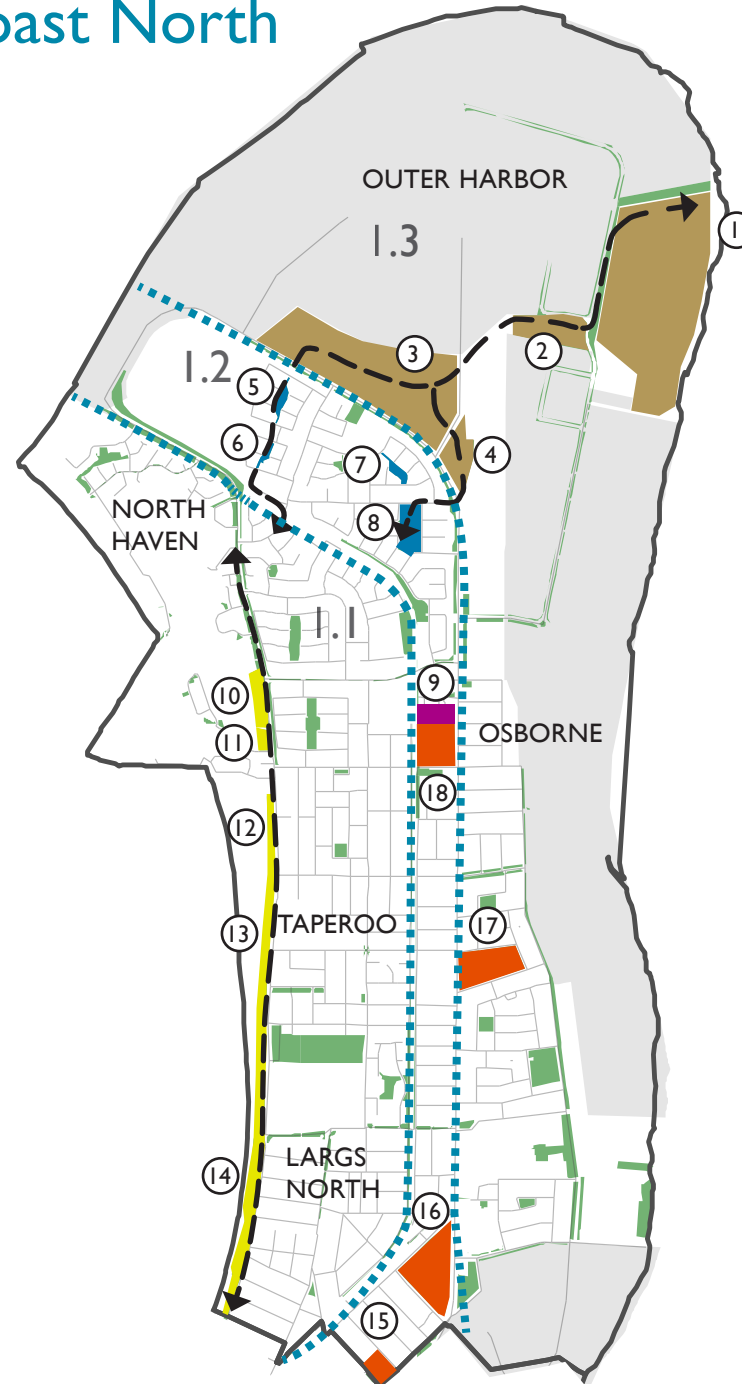 oast North
OUTER HARBOR
1.3
1
2
3
1.2
5
6
7
4
8
NORTH
HAVEN
1.1
9
10
11
OSBORNE
18
12
TAPEROO
13
17
LARGS
NORTH
14
16
15